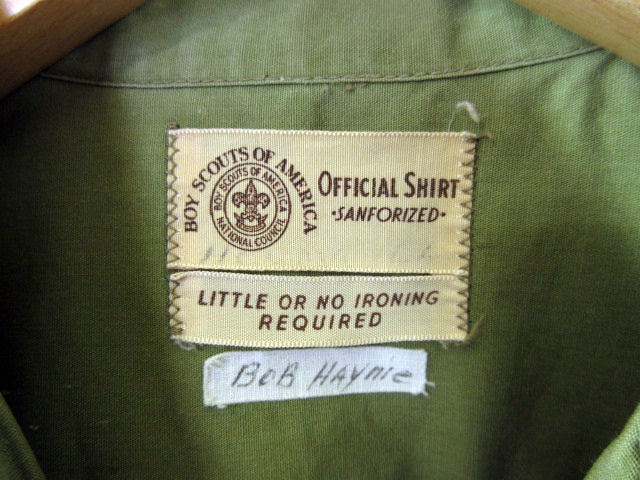 BOY SCOUTS OF AMERICA
BOY SCOUTS OF AMERICA
NATIONAL COUNCIL
OFFICIAL SHIRT
·SANFORIZED·
LITTLE OR NO IRONING
REQUIRED
BOB HAynie